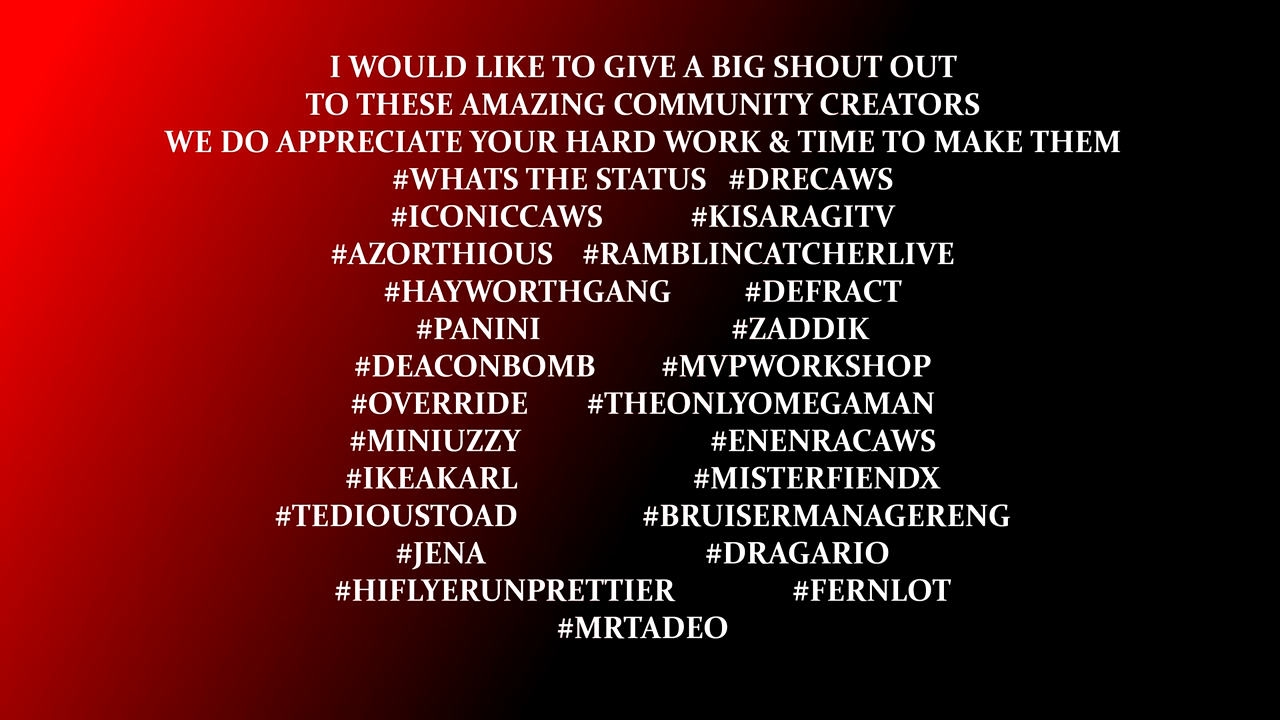 I WOULD LIKE TO GIVE A BIG SHOUT OUT
TO THESE AMAZING COMMUNITY CREATORS
WE DO APPRECIATE YOUR HARD WORK & TIME TO MAKE THEM
#WHATS THE STATUS #DRECAWS
#ICONICCAWS #KISARAGITV
#AZORTHIOUS #RAMBLINCATCHERLIVE
#HAYWORTHGANG #DEFRACT
#PANINI #ZADDIK
#DEACONBOMB #MVPWORKSHOP
#OVERRIDE #THEONLYOMEGAMAN
#MINIUZZY #ENENRACAWS
#IKEAKARL #MISTERFIENDX
#TEDIOUSTOAD #BRUISERMANAGERENG
#JENA #DRAGARIO
#HIFLYERUNPRETTIER #FERNLOT
#MRTADEO